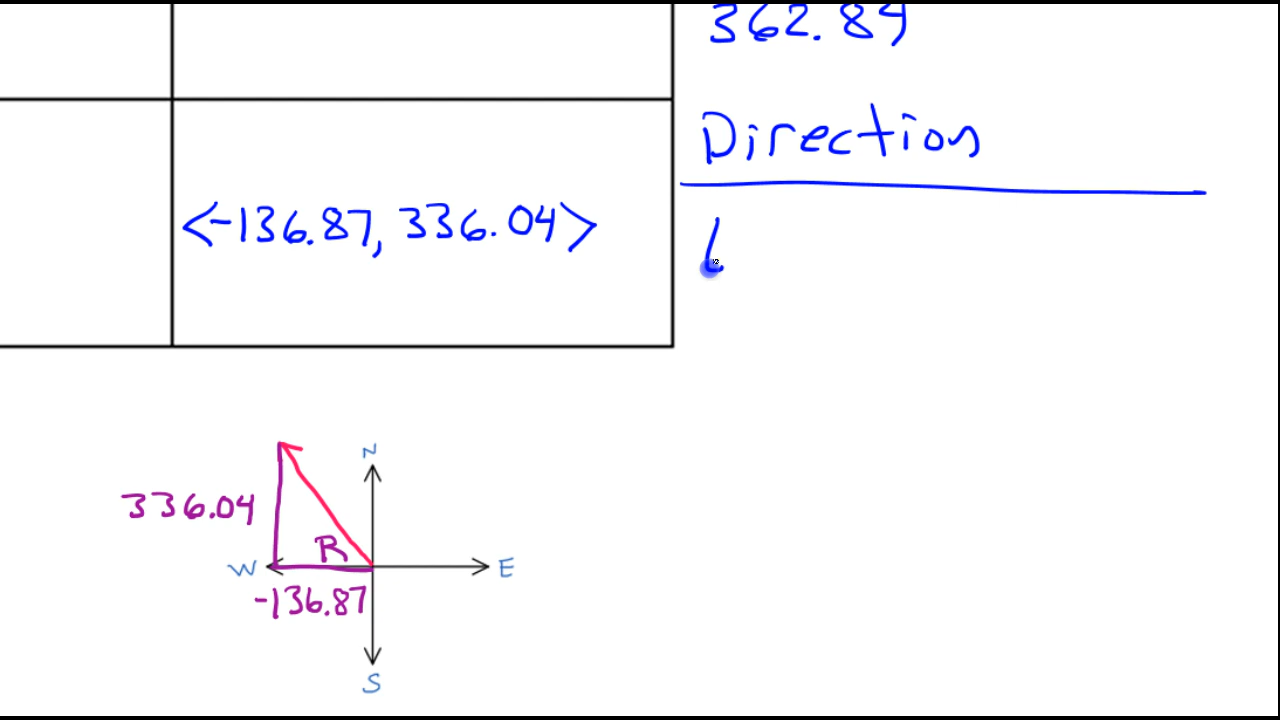 362.84
Direction
<-136.87, 336.04>
N
336.04
R
W
E
-136.87
S